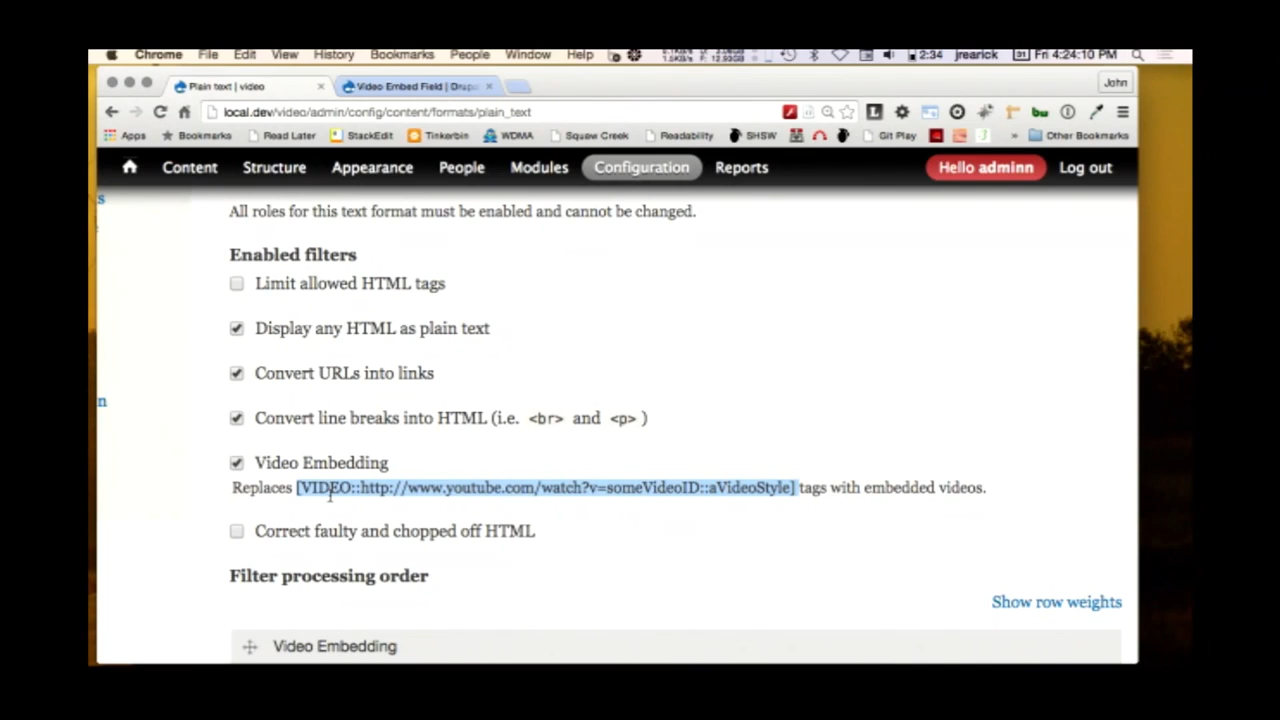 Chrome File Edit View History Bookmarks People Window Help 2:34 jrearick Fri 4:24:10 PM
Plain text | video Video Embed Field | Drupa John
local.dev/video/admin/config/content/formats/plain_text
Apps Bookmarks Read Later StackEdit Tinkerbin WDMA Squaw Creek Readability SHSW Git Play » Other Bookmarks
Content Structure Appearance People Modules Configuration Reports Hello adminn Log out
s
All roles for this text format must be enabled and cannot be changed.
Enabled filters
Limit allowed HTML tags
Display any HTML as plain text
Convert URLs into links
n
Convert line breaks into HTML (i.e. <br> and <p> )
Video Embedding
Replaces [VIDEO::http://www.youtube.com/watch?v=someVideoID::aVideoStyle] tags with embedded videos.
Correct faulty and chopped off HTML
Filter processing order
Show row weights
Video Embedding